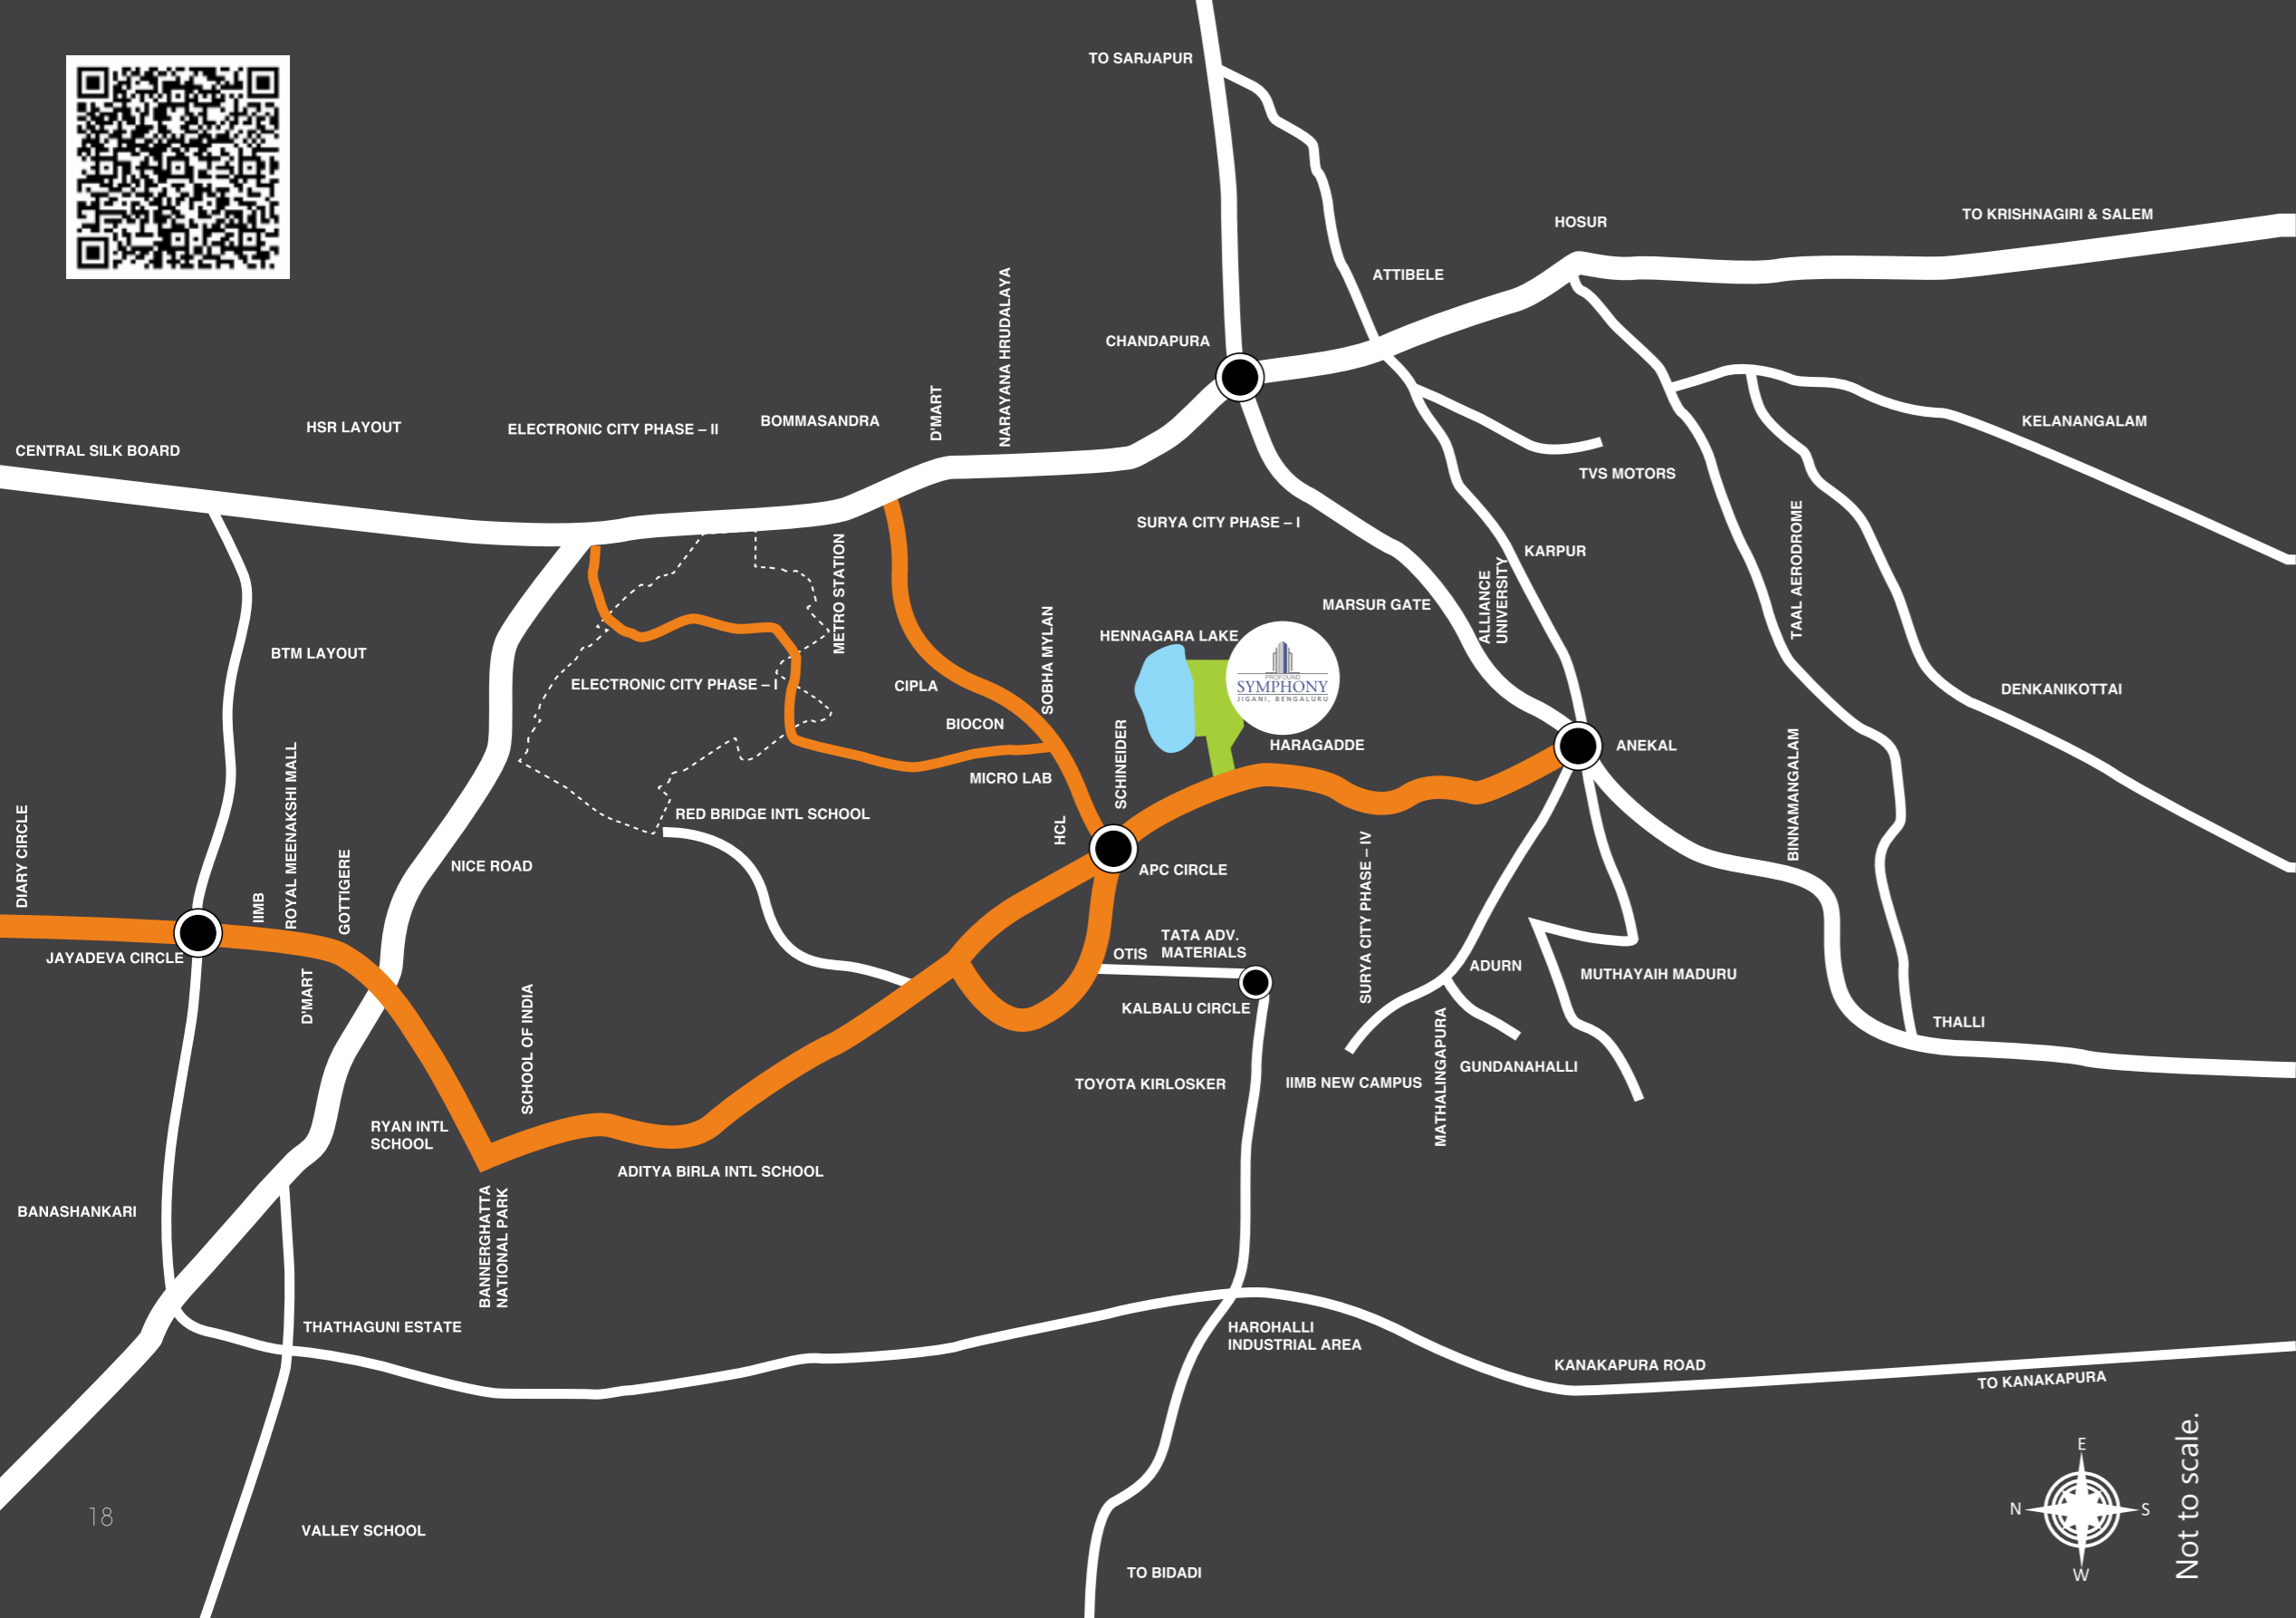 TO SARJAPUR
HOSUR
TO KRISHNAGIRI & SALEM
ATTIBELE
NARAYANA HRUDALAYA
CHANDAPURA
D'MART
BOMMASANDRA
ELECTRONIC CITY PHASE – II
HSR LAYOUT
CENTRAL SILK BOARD
KELANANGALAM
TVS MOTORS
SURYA CITY PHASE – I
KARPUR
TAAL AERODROME
ALLIANCE
UNIVERSITY
METRO STATION
MARSUR GATE
SOBHA MYLAN
HENNAGARA LAKE
BTM LAYOUT
ELECTRONIC CITY PHASE – I
CIPLA
PROFOUND
SYMPHONY
JIGANI, BENGALURU
DENKANIKOTTAI
BIOCON
SCHINEIDER
HARAGADDE
ANEKAL
BINNAMANGALAM
ROYAL MEENAKSHI MALL
MICRO LAB
RED BRIDGE INTL SCHOOL
HCL
DIARY CIRCLE
IIMB
GOTTIGERE
NICE ROAD
APC CIRCLE
SURYA CITY PHASE – IV
JAYADEVA CIRCLE
D'MART
OTIS
TATA ADV.
MATERIALS
ADURN
MUTHAYAIH MADURU
KALBALU CIRCLE
THALLI
SCHOOL OF INDIA
TOYOTA KIRLOSKER
IIMB NEW CAMPUS
MATHALINGAPURA
GUNDANAHALLI
RYAN INTL
SCHOOL
ADITYA BIRLA INTL SCHOOL
BANASHANKARI
BANNERGHATTA
NATIONAL PARK
THATHAGUNI ESTATE
HAROHALLI
INDUSTRIAL AREA
KANAKAPURA ROAD
TO KANAKAPURA
E
N
S
W
Not to scale.
18
VALLEY SCHOOL
TO BIDADI